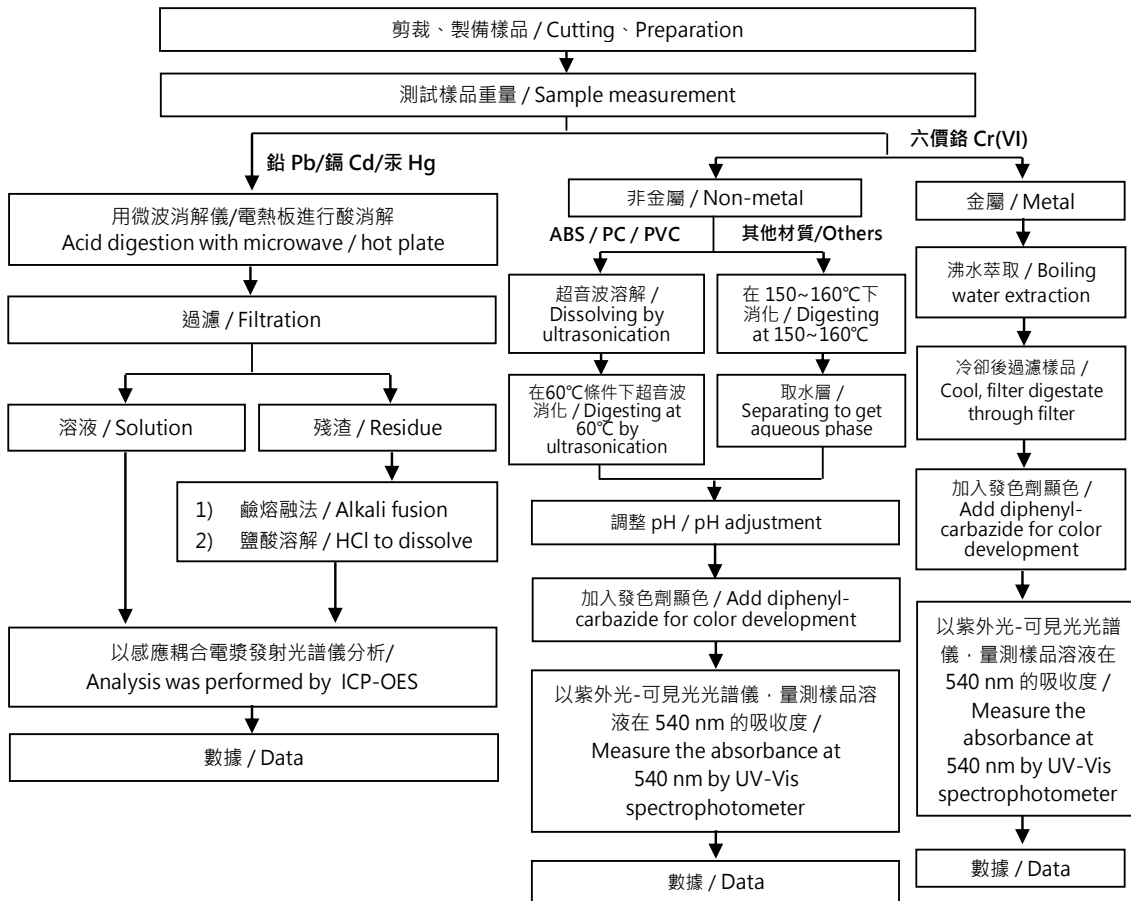 剪裁、製備樣品 / Cutting、Preparation
測試樣品重量 / Sample measurement
鉛 Pb/鎘 Cd/汞 Hg
六價鉻 Cr(VI)
用微波消解儀/電熱板進行酸消解
Acid digestion with microwave / hot plate
過濾 / Filtration
溶液 / Solution
殘渣 / Residue
1) 鹼熔融法 / Alkali fusion
2) 鹽酸溶解 / HCl to dissolve
以感應耦合電漿發射光譜儀分析/
Analysis was performed by ICP-OES
數據 / Data
非金屬 / Non-metal
ABS / PC / PVC
其他材質/Others
超音波溶解 /
Dissolving by
ultrasonication
在60℃條件下超音波
消化 / Digesting at
60℃ by
ultrasonication
在 150~160℃下
消化 / Digesting
at 150~160℃
取水層 /
Separating to get
aqueous phase
調整 pH / pH adjustment
加入發色劑顯色 / Add diphenyl-
carbazide for color development
以紫外光-可見光光譜儀，量測樣品溶
液在 540 nm 的吸收度 /
Measure the absorbance at
540 nm by UV-Vis
spectrophotometer
數據 / Data
金屬 / Metal
沸水萃取 / Boiling
water extraction
冷卻後過濾樣品 /
Cool, filter digestate
through filter
加入發色劑顯色 /
Add diphenyl-
carbazide for color
development
以紫外光-可見光光譜
儀，量測樣品溶液在
540 nm 的吸收度 /
Measure the
absorbance at
540 nm by UV-Vis
spectrophotometer
數據 / Data